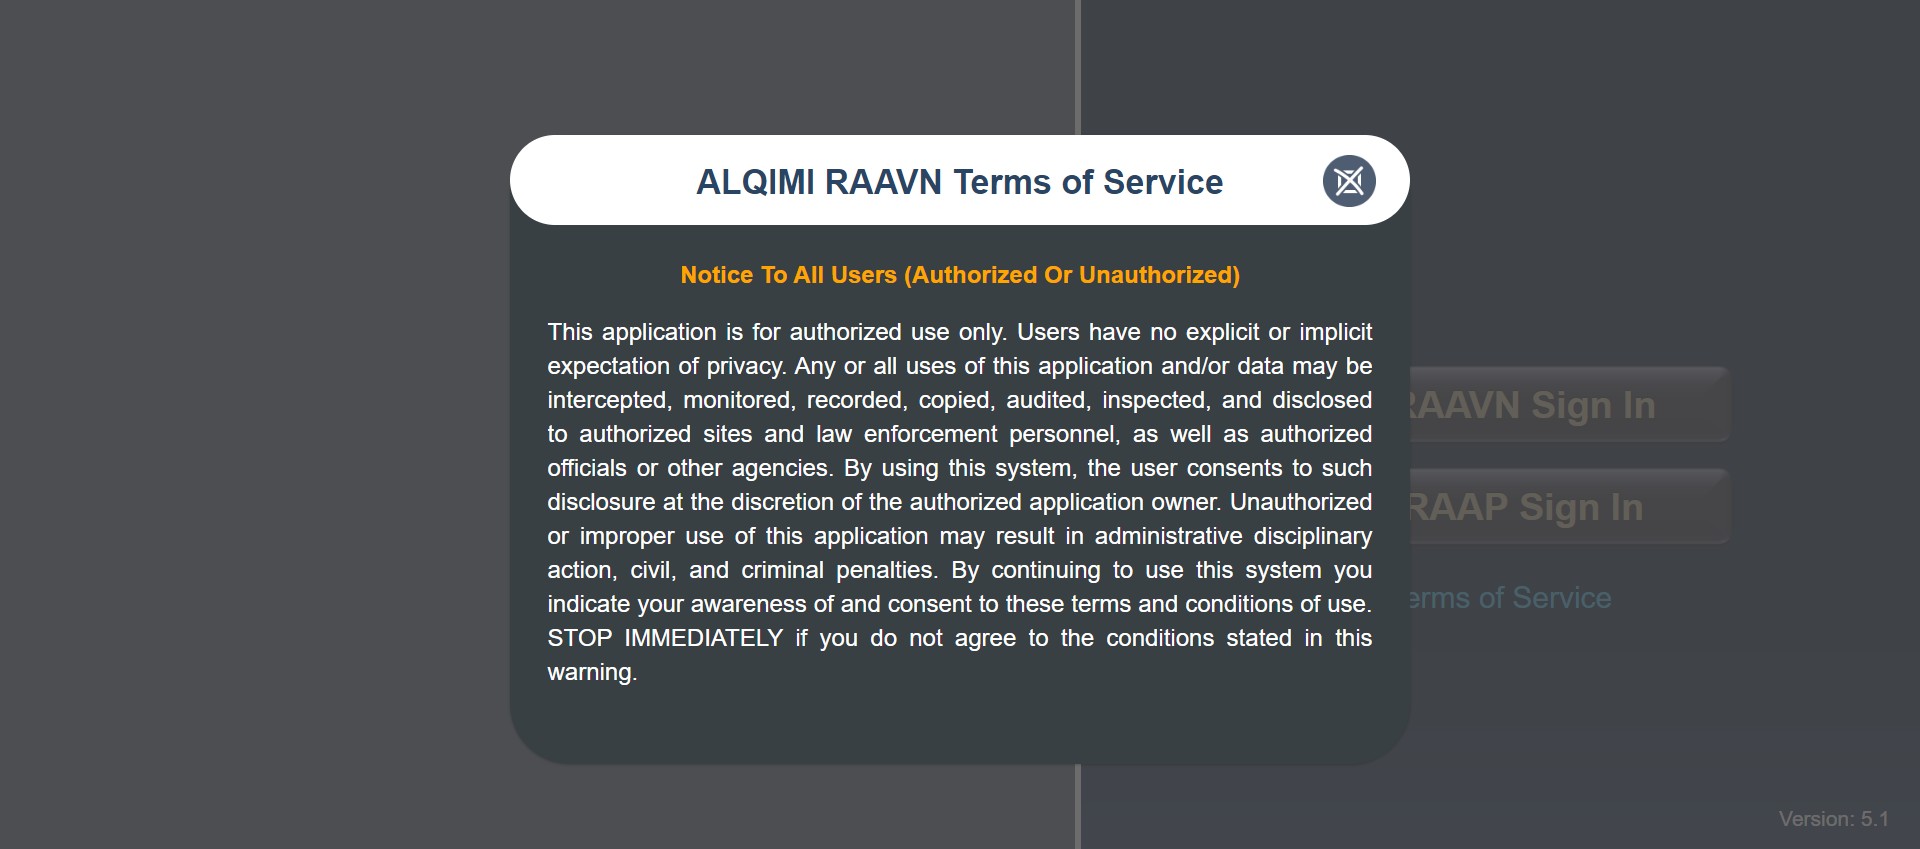 ALQIMI RAAVN Terms of Service
Notice To All Users (Authorized Or Unauthorized)
This application is for authorized use only. Users have no explicit or implicit
expectation of privacy. Any or all uses of this application and/or data may be
intercepted, monitored, recorded, copied, audited, inspected, and disclosed
to authorized sites and law enforcement personnel, as well as authorized
officials or other agencies. By using this system, the user consents to such
disclosure at the discretion of the authorized application owner. Unauthorized
or improper use of this application may result in administrative disciplinary
action, civil, and criminal penalties. By continuing to use this system you
indicate your awareness of and consent to these terms and conditions of use.
STOP IMMEDIATELY if you do not agree to the conditions stated in this
warning.
RAAVN Sign In
RAAP Sign In
erms of Service
Version: 5.1